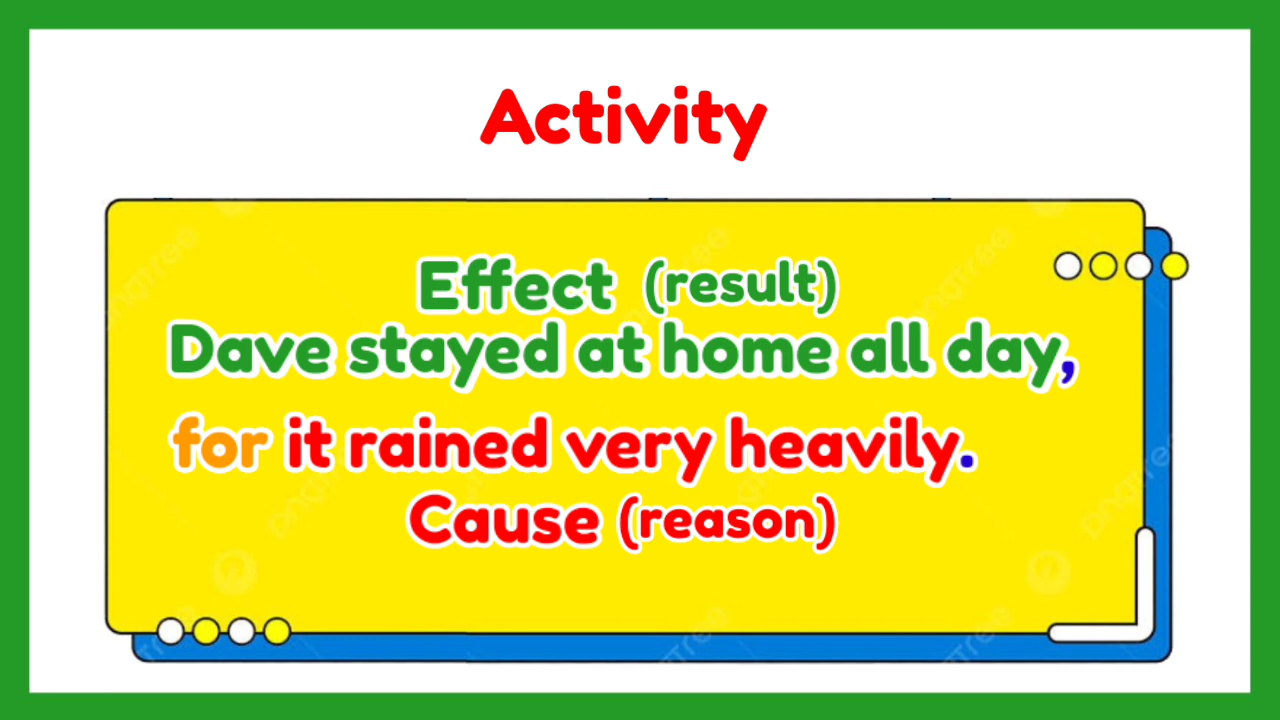 Activity
Effect (result)
Dave stayed at home all day,
for it rained very heavily.
Cause (reason)